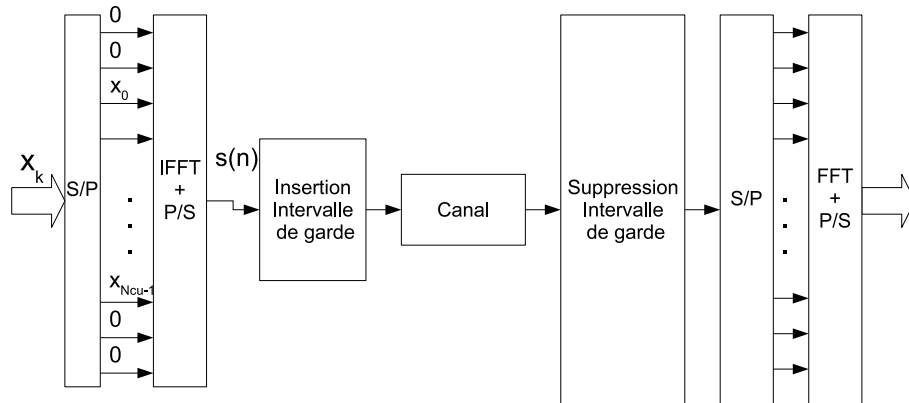 0
0
x_0
X_k
S/P
. . .
x_Ncu-1
0
0
IFFT
+
P/S
s(n)
Insertion
Intervalle
de garde
Canal
Suppression
Intervalle
de garde
S/P
. . .
FFT
+
P/S